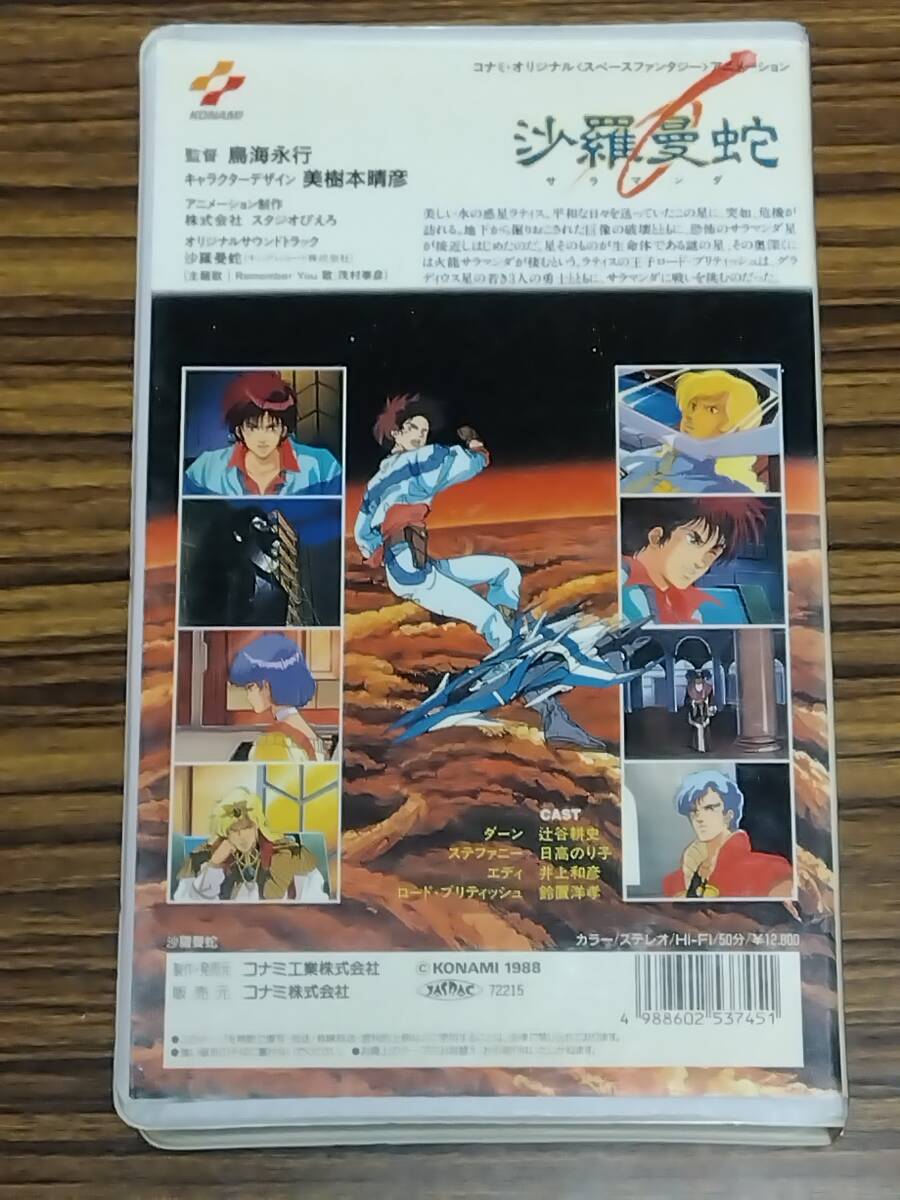 KONAMI
コナミ・オリジナル〈スペースファンタジー〉アニメーション
沙羅曼蛇
サラマンダ
監督 鳥海永行
キャラクターデザイン 美樹本晴彦
アニメーション制作
株式会社 スタジオぴえろ
オリジナルサウンドトラック
沙羅曼蛇
Remember You 歌
美しい水の惑星ラティス。平和な日々を送っていたこの星に、突如、危機が
訪れる。地下から掘りおこされた巨像の破壊とともに、恐怖のサラマンダ星
が接近しはじめたのだ。星そのものが生命体である謎の星、その奥深くに
は火龍サラマンダが棲むという。ラティスの王子ロード・ブリティッシュは、グラ
ディウス星の若き3人の勇士とともに、サラマンダに戦いを挑むのだった。
CAST
ダーン 辻谷耕史
ステファニー 日高のり子
エディ 井上和彦
ロード・ブリティッシュ 鈴置洋孝
沙羅曼蛇
カラー/ステレオ/Hi-Fi/50分/¥12,800
製作・発売元 コナミ工業株式会社
販売元 コナミ株式会社
© KONAMI 1988
JASRAC 72215
4 988602 537451